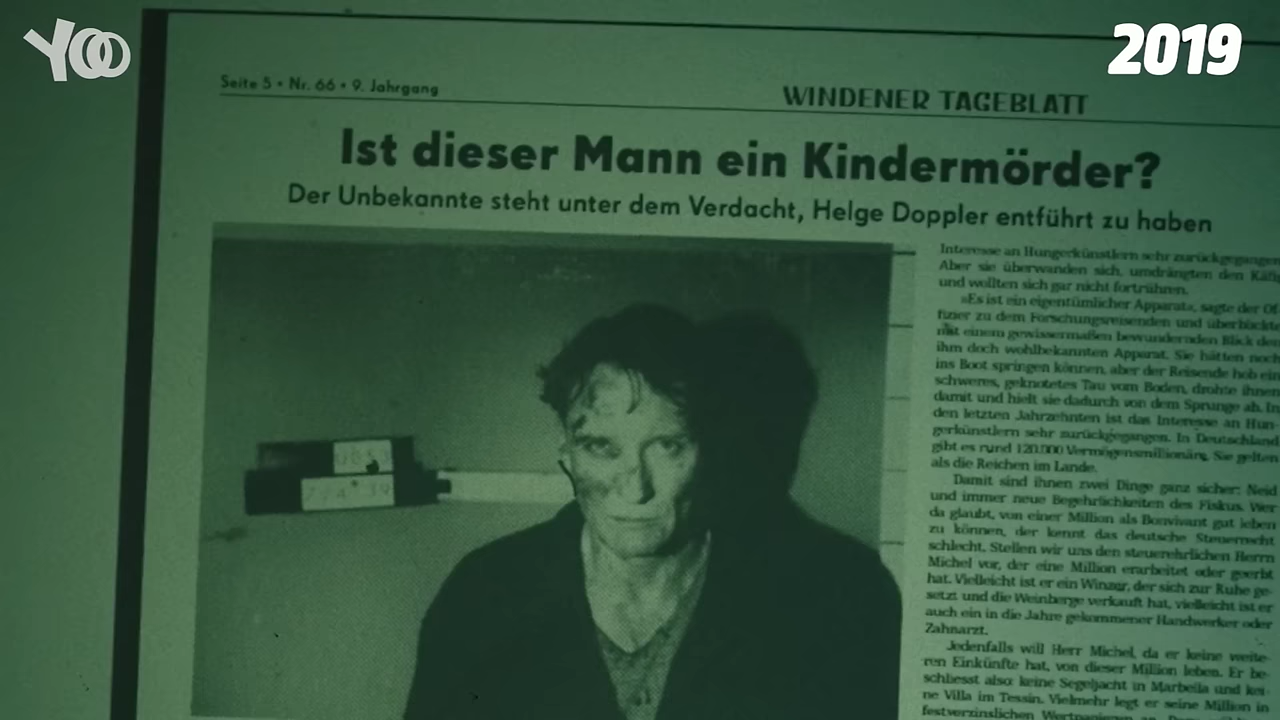 YOO
2019
Seite 5 • Nr. 66 • 9. Jahrgang
WINDENER TAGEBLATT
Ist dieser Mann ein Kindermörder?
Der Unbekannte steht unter dem Verdacht, Helge Doppler entführt zu haben
Interesse an Hungerkünstlern sehr zurückgegangen
Aber sie überwanden sich, umdrängten den Käfi
und wollten sich gar nicht fortrühren.
»Es ist ein eigentümlicher Apparat«, sagte der Of
fizier zu dem Forschungsreisenden und überblickte
mit einem gewissermaßen bewundernden Blick den
ihm doch wohlbekannten Apparat. Sie hätten noch
ins Boot springen können, aber der Reisende hob ein
schweres, geknotetes Tau vom Boden, drohte ihnen
damit und hielt sie dadurch von dem Sprunge ab. In
den letzten Jahrzehnten ist das Interesse an Hun-
gerkünstlern sehr zurückgegangen. In Deutschland
gibt es rund 120.000 Vermögensmillionäre. Sie gelten
als die Reichen im Lande.
Damit sind ihnen zwei Dinge ganz sicher: Neid
und immer neue Begehrlichkeiten des Fiskus. Wer
da glaubt, von einer Million als Bonvivant gut leben
zu können, der kennt das deutsche Steuerrecht
schlecht. Stellen wir uns den steuerehrlichen Herrn
Michel vor, der eine Million erarbeitet oder geerbt
hat. Vielleicht ist er ein Winzer, der sich zur Ruhe ge-
setzt und die Weinberge verkauft hat, vielleicht ist er
auch ein in die Jahre gekommener Handwerker oder
Zahnarzt.
Jedenfalls will Herr Michel, da er keine weite-
ren Einkünfte hat, von dieser Million leben. Er be-
schliesst also: keine Segeljacht in Marbella und kei-
ne Villa im Tessin. Vielmehr legt er seine Million in
festverzinslichen